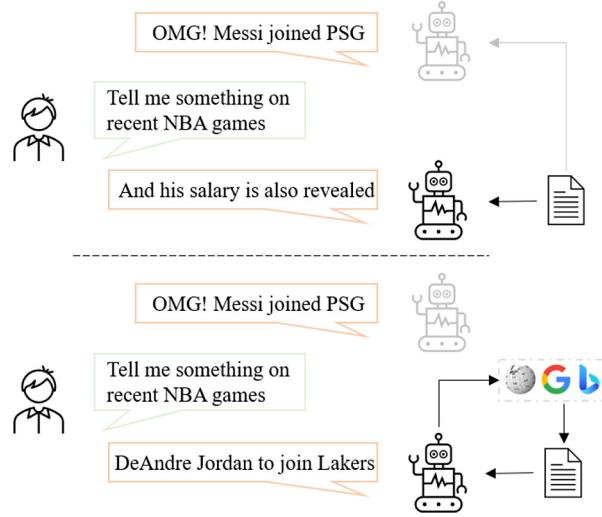 OMG! Messi joined PSG
Tell me something on
recent NBA games
And his salary is also revealed
OMG! Messi joined PSG
Tell me something on
recent NBA games
DeAndre Jordan to join Lakers